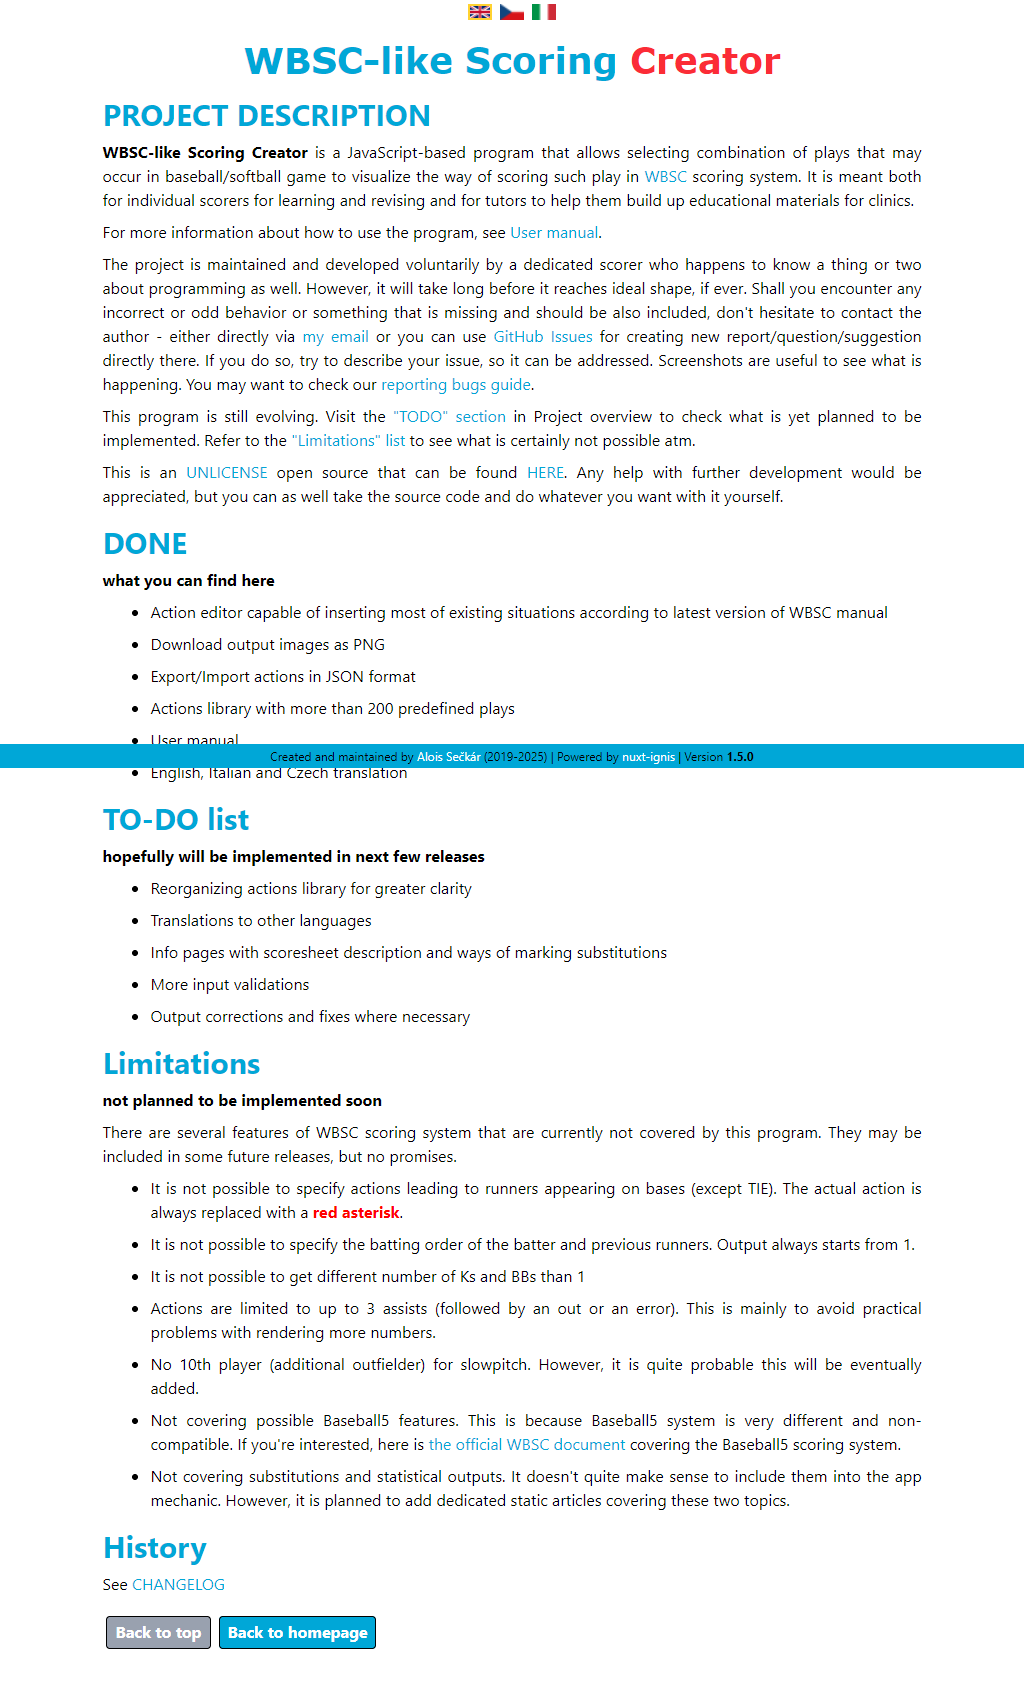 WBSC-like Scoring Creator
PROJECT DESCRIPTION
WBSC-like Scoring Creator is a JavaScript-based program that allows selecting combination of plays that may
occur in baseball/softball game to visualize the way of scoring such play in WBSC scoring system. It is meant both
for individual scorers for learning and revising and for tutors to help them build up educational materials for clinics.
For more information about how to use the program, see User manual.
The project is maintained and developed voluntarily by a dedicated scorer who happens to know a thing or two
about programming as well. However, it will take long before it reaches ideal shape, if ever. Shall you encounter any
incorrect or odd behavior or something that is missing and should be also included, don't hesitate to contact the
author - either directly via my email or you can use GitHub Issues for creating new report/question/suggestion
directly there. If you do so, try to describe your issue, so it can be addressed. Screenshots are useful to see what is
happening. You may want to check our reporting bugs guide.
This program is still evolving. Visit the "TODO" section in Project overview to check what is yet planned to be
implemented. Refer to the "Limitations" list to see what is certainly not possible atm.
This is an UNLICENSE open source that can be found HERE. Any help with further development would be
appreciated, but you can as well take the source code and do whatever you want with it yourself.
DONE
what you can find here
• Action editor capable of inserting most of existing situations according to latest version of WBSC manual
• Download output images as PNG
• Export/Import actions in JSON format
• Actions library with more than 200 predefined plays
• User manual
Created and maintained by Alois Sečkár (2019-2025) | Powered by nuxt-ignis | Version 1.5.0
• English, Italian and Czech translation
TO-DO list
hopefully will be implemented in next few releases
• Reorganizing actions library for greater clarity
• Translations to other languages
• Info pages with scoresheet description and ways of marking substitutions
• More input validations
• Output corrections and fixes where necessary
Limitations
not planned to be implemented soon
There are several features of WBSC scoring system that are currently not covered by this program. They may be
included in some future releases, but no promises.
• It is not possible to specify actions leading to runners appearing on bases (except TIE). The actual action is
always replaced with a red asterisk.
• It is not possible to specify the batting order of the batter and previous runners. Output always starts from 1.
• It is not possible to get different number of Ks and BBs than 1
• Actions are limited to up to 3 assists (followed by an out or an error). This is mainly to avoid practical
problems with rendering more numbers.
• No 10th player (additional outfielder) for slowpitch. However, it is quite probable this will be eventually
added.
• Not covering possible Baseball5 features. This is because Baseball5 system is very different and non-
compatible. If you're interested, here is the official WBSC document covering the Baseball5 scoring system.
• Not covering substitutions and statistical outputs. It doesn't quite make sense to include them into the app
mechanic. However, it is planned to add dedicated static articles covering these two topics.
History
See CHANGELOG
Back to top Back to homepage